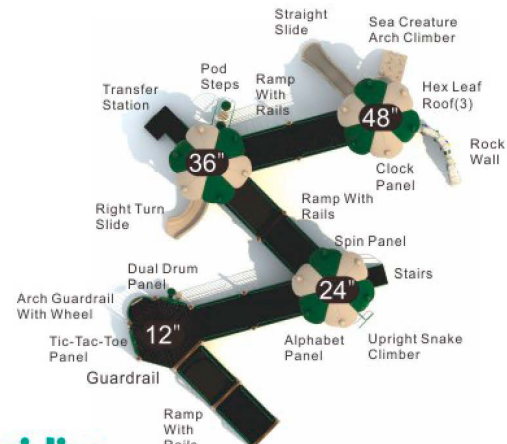 Straight
Slide
Sea Creature
Arch Climber
Pod
Steps
Ramp
With
Rails
Transfer
Station
Hex Leaf
Roof(3)
48"
Rock
Wall
36"
Clock
Panel
Ramp With
Rails
Right Turn
Slide
Spin Panel
Dual Drum
Panel
Stairs
24"
Arch Guardrail
With Wheel
12"
Tic-Tac-Toe
Panel
Alphabet
Panel
Upright Snake
Climber
Guardrail
Ramp
With
Rails